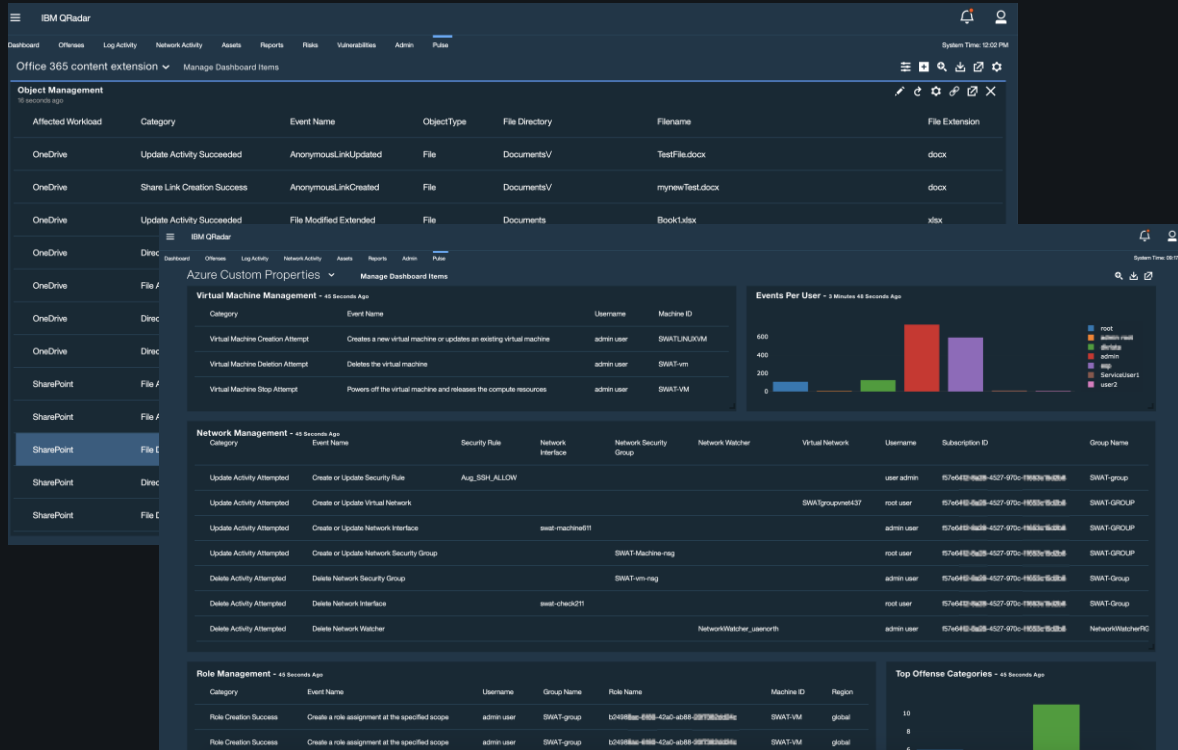 IBM QRadar
Dashboard Offenses Log Activity Network Activity Assets Reports Risks Vulnerabilities Admin Pulse System Time: 12:02 PM
Office 365 content extension Manage Dashboard Items
Object Management
16 seconds ago
Affected Workload Category Event Name ObjectType File Directory Filename File Extension
OneDrive Update Activity Succeeded AnonymousLinkUpdated File Documents\/ TestFile.docx docx
OneDrive Share Link Creation Success AnonymousLinkCreated File Documents\/ mynewTest.docx docx
OneDrive Update Activity Succeeded File Modified Extended File Documents Book1.xlsx xlsx
OneDrive Direc
OneDrive File A
OneDrive Direc
OneDrive Direc
SharePoint File A
SharePoint File A
SharePoint File D
SharePoint Direc
SharePoint File D
IBM QRadar
Dashboard Offenses Log Activity Network Activity Assets Reports Admin Pulse System Time:
Azure Custom Properties Manage Dashboard Items
Virtual Machine Management - 45 Seconds Ago
Category Event Name Username Machine ID
Virtual Machine Creation Attempt Creates a new virtual machine or updates an existing virtual machine admin user SWATLINUXVM
Virtual Machine Deletion Attempt Deletes the virtual machine admin user SWAT-vm
Virtual Machine Stop Attempt Powers off the virtual machine and releases the compute resources admin user SWAT-VM
Events Per User - 3 Minutes 48 Seconds Ago
600
400
200
0
root
admin
ServiceUser1
user2
Network Management - 45 Seconds Ago
Category Event Name Security Rule Network Interface Network Security Group Network Watcher Virtual Network Username Subscription ID Group Name
Update Activity Attempted Create or Update Security Rule Aug_SSH_ALLOW user admin SWAT-group
Update Activity Attempted Create or Update Virtual Network SWATgroupvnet437 root user SWAT-GROUP
Update Activity Attempted Create or Update Network Interface swat-machine611 admin user SWAT-GROUP
Update Activity Attempted Create or Update Network Security Group SWAT-Machine-nsg root user SWAT-GROUP
Delete Activity Attempted Delete Network Security Group SWAT-vm-nsg admin user SWAT-Group
Delete Activity Attempted Delete Network Interface swat-check211 root user SWAT-Group
Delete Activity Attempted Delete Network Watcher NetworkWatcher_uaenorth admin user NetworkWatcherRG
Role Management - 45 Seconds Ago
Category Event Name Username Group Name Role Name Machine ID Region
Role Creation Success Create a role assignment at the specified scope admin user SWAT-group SWAT-VM global
Role Creation Success Create a role assignment at the specified scope admin user SWAT-group SWAT-VM global
Top Offense Categories - 45 Seconds Ago
10
8